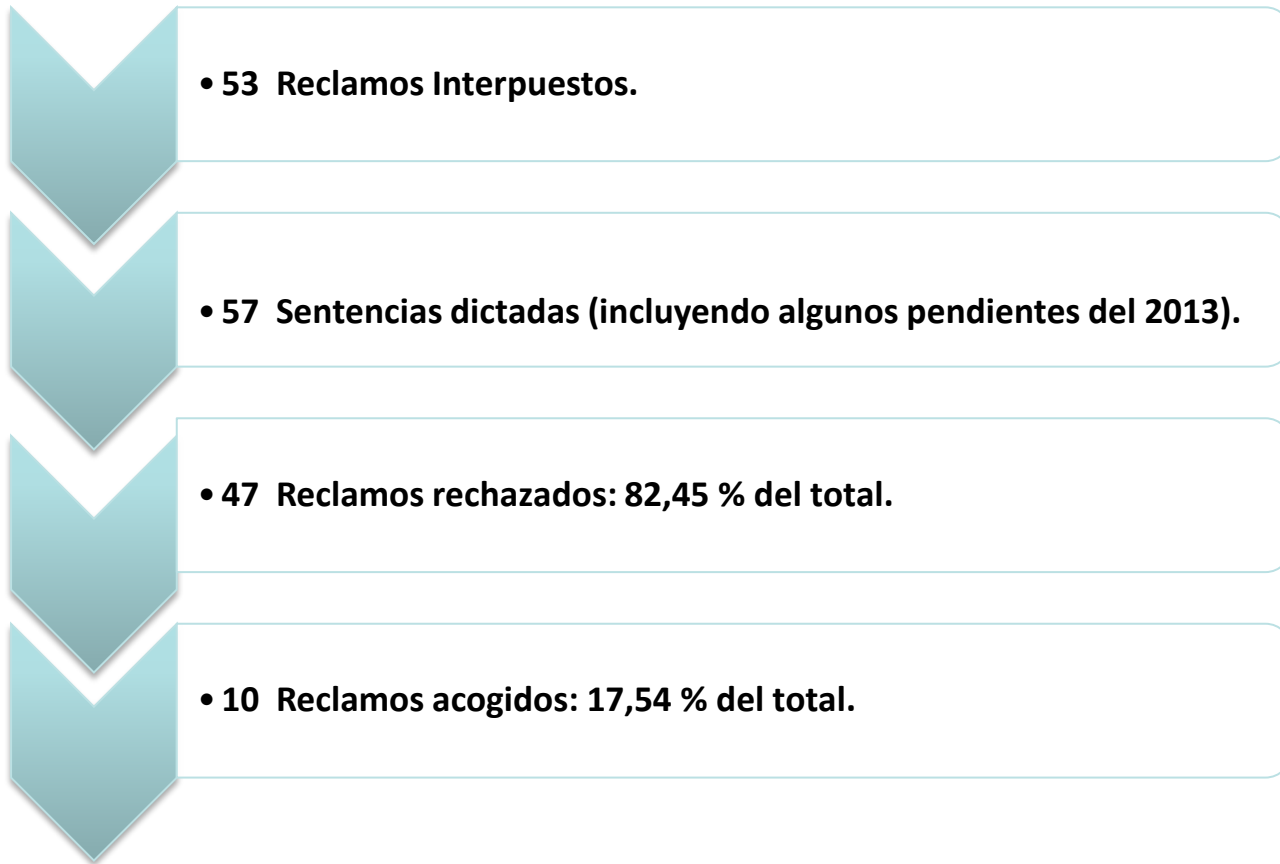 • 53 Reclamos Interpuestos.
• 57 Sentencias dictadas (incluyendo algunos pendientes del 2013).
• 47 Reclamos rechazados: 82,45 % del total.
• 10 Reclamos acogidos: 17,54 % del total.